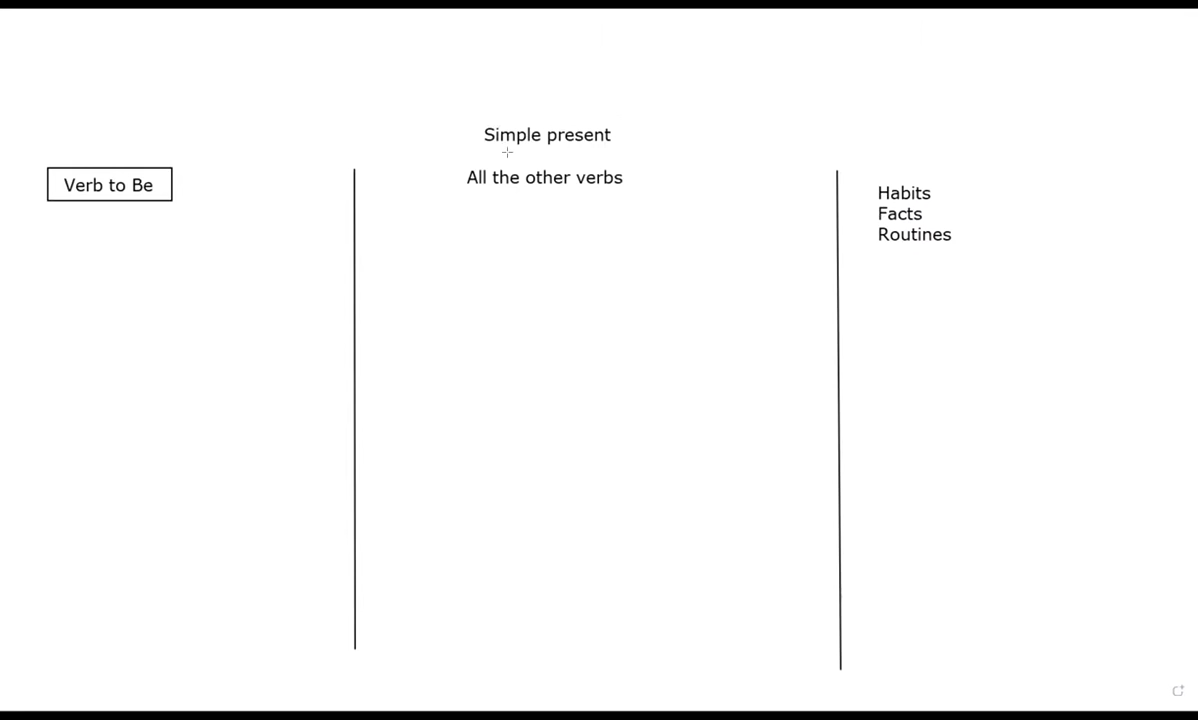 Simple present
Verb to Be
All the other verbs
Habits
Facts
Routines